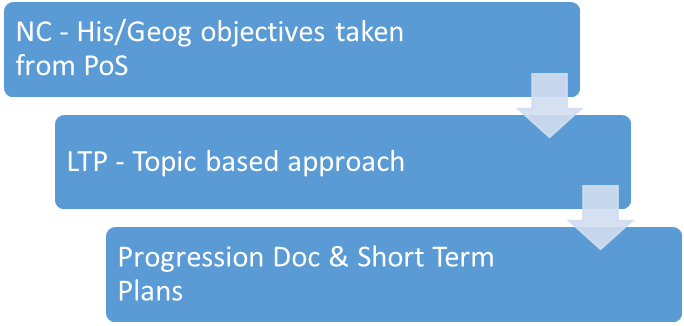 NC - His/Geog objectives taken
from PoS
LTP - Topic based approach
Progression Doc & Short Term
Plans